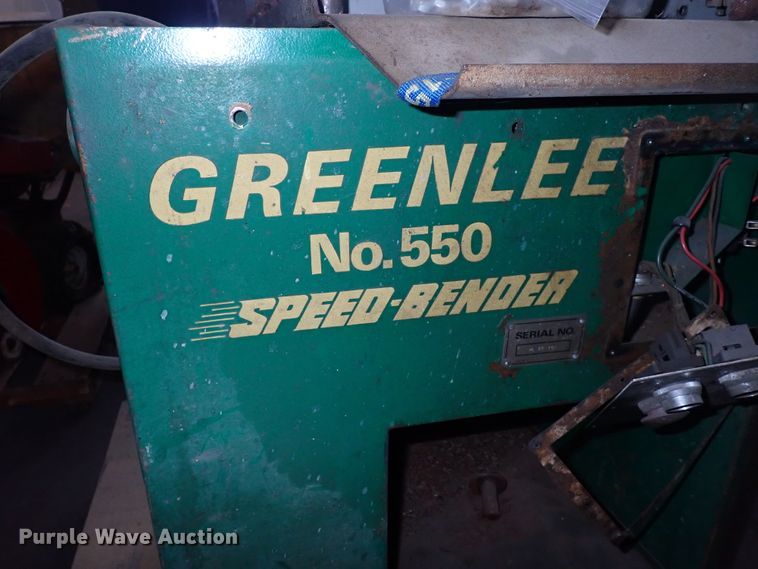 GREENLEE
No. 550
SPEED-BENDER
SERIAL NO.
Purple Wave Auction®